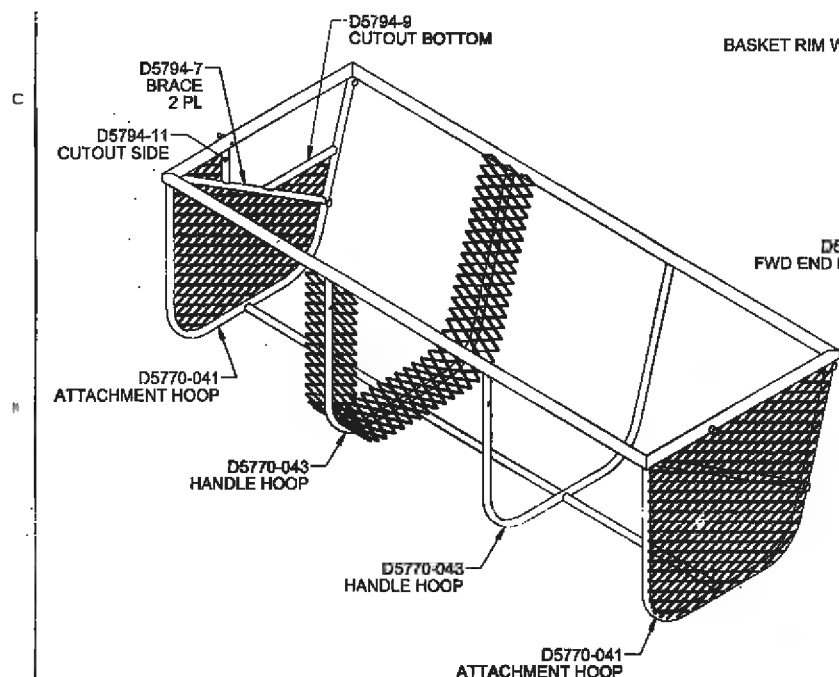 D5794-9
CUTOUT BOTTOM
BASKET RIM W
D5794-7
BRACE
2 PL
C
D5794-11
CUTOUT SIDE
D5
FWD END
D5770-041
ATTACHMENT HOOP
D5770-043
HANDLE HOOP
D5770-043
HANDLE HOOP
D5770-041
ATTACHMENT HOOP